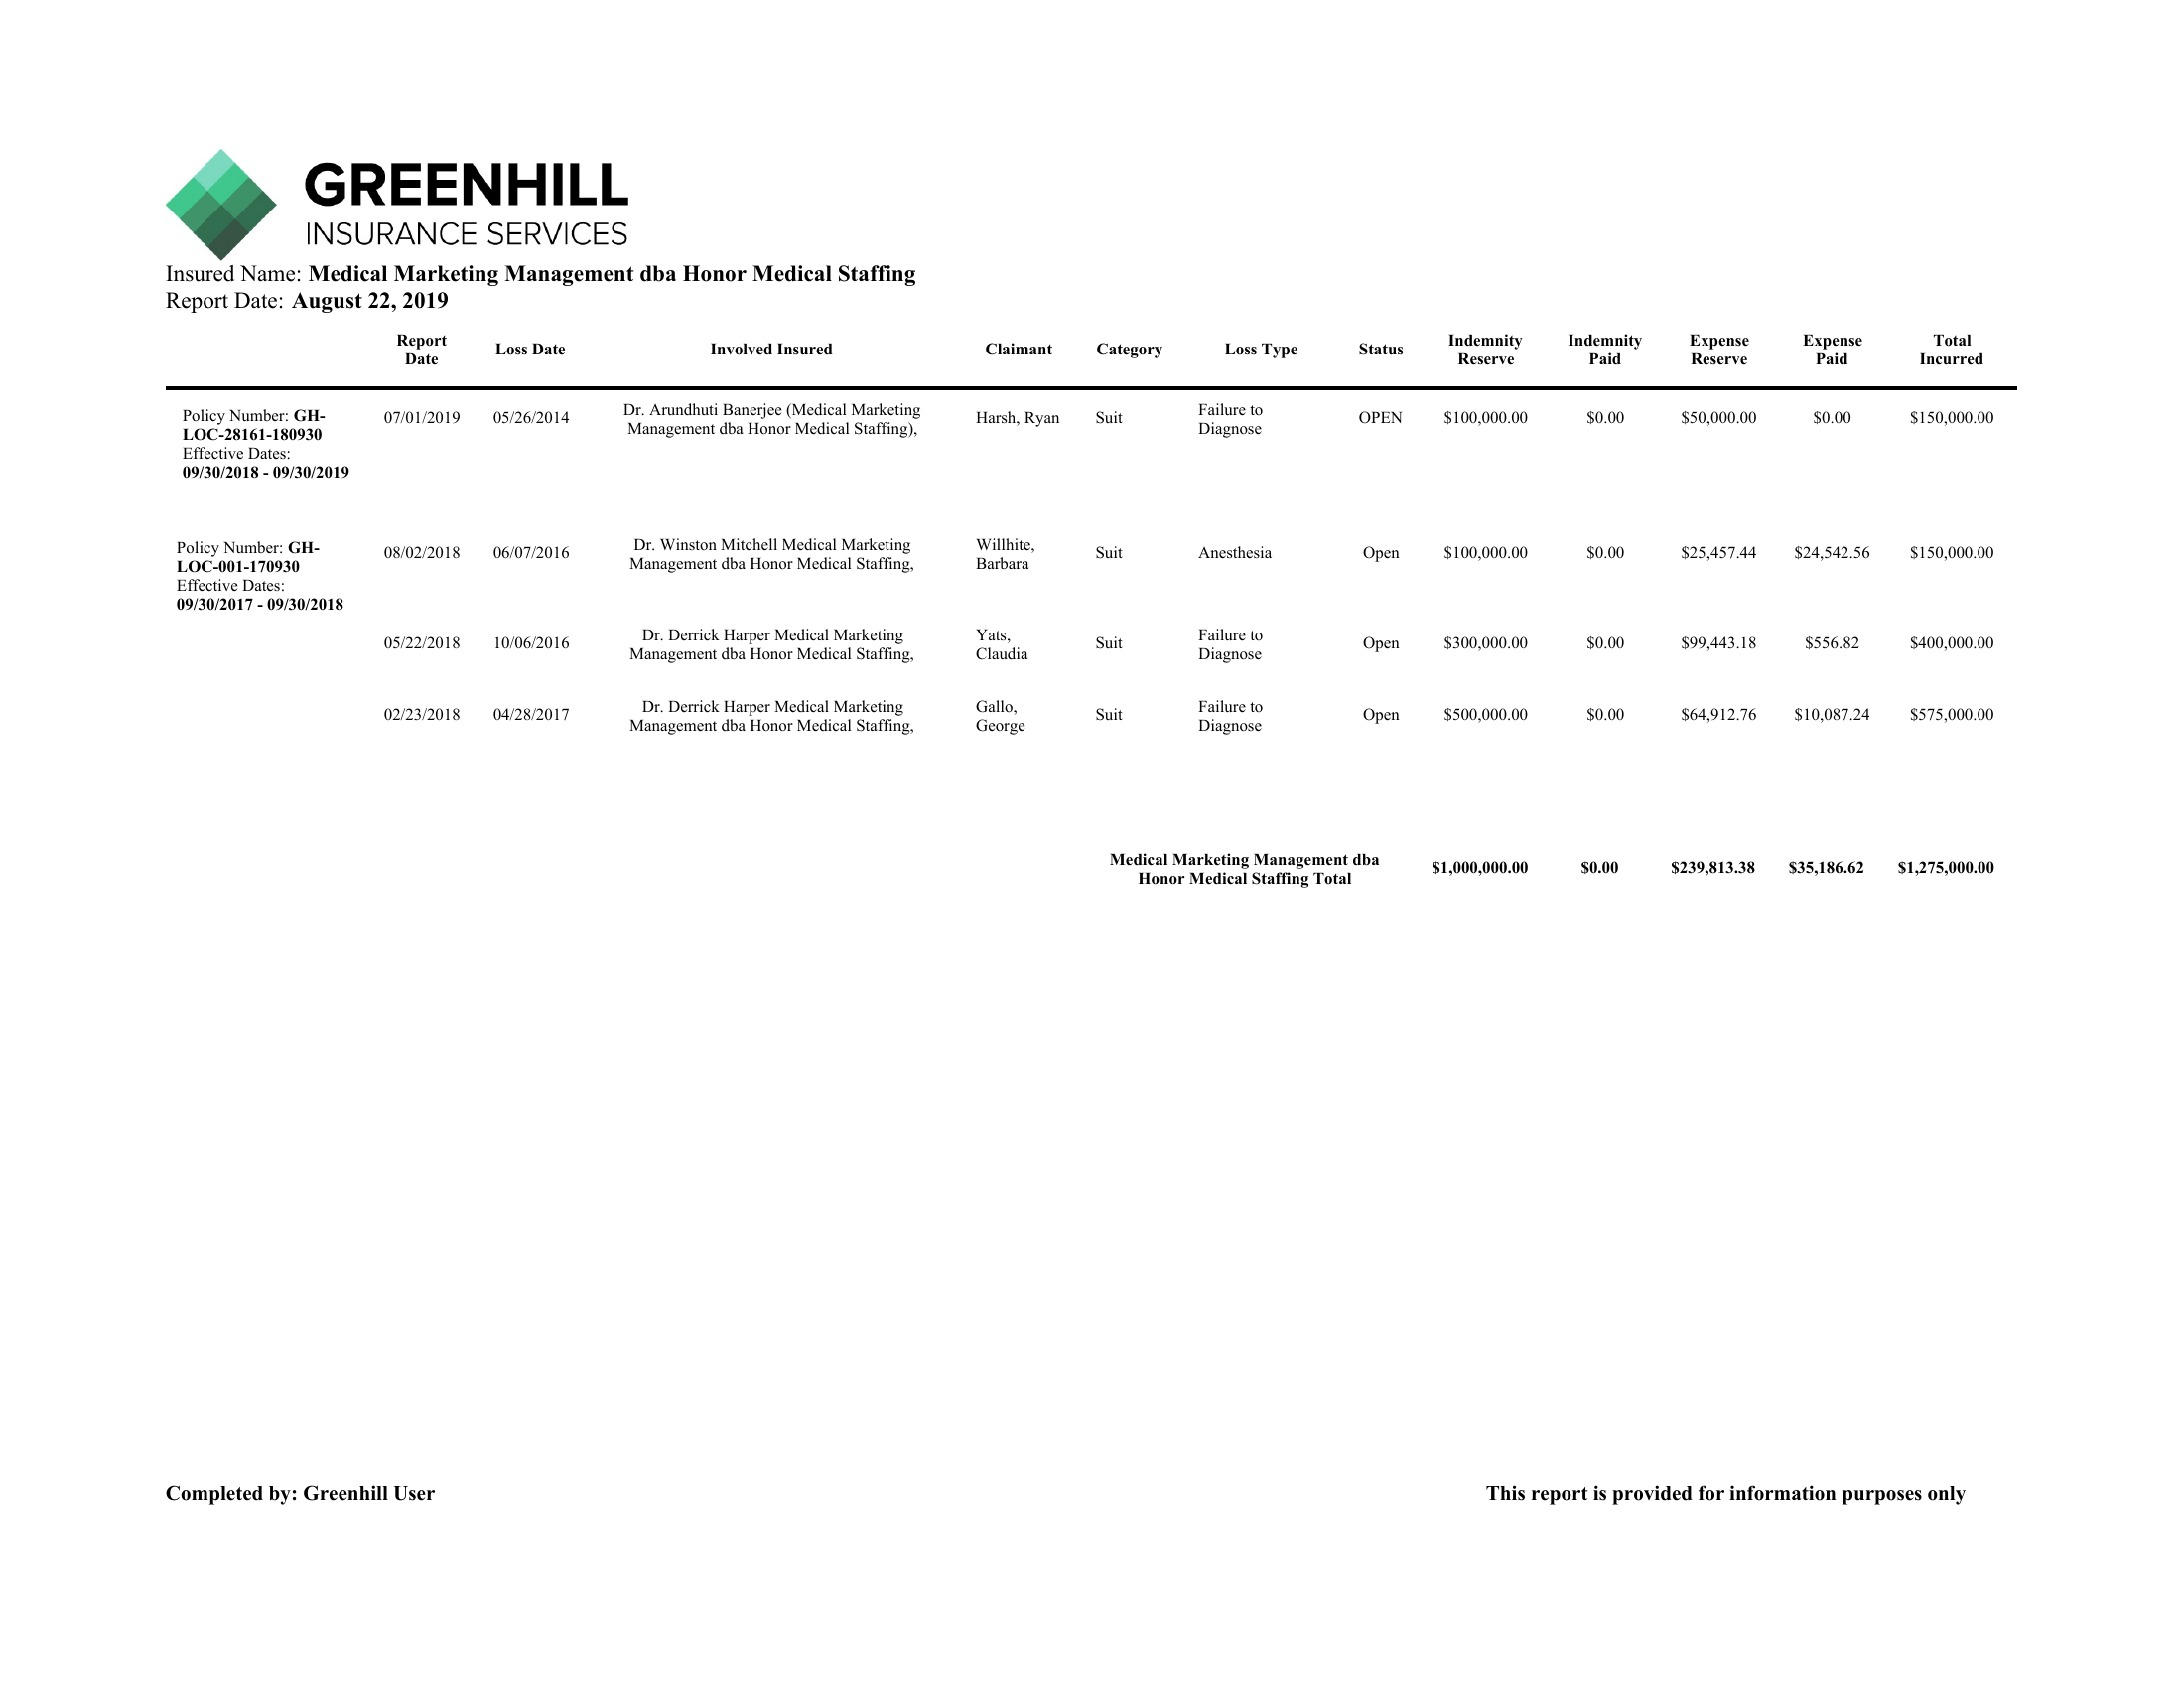 GREENHILL
INSURANCE SERVICES
Insured Name: Medical Marketing Management dba Honor Medical Staffing
Report Date: August 22, 2019
Report Date Loss Date Involved Insured Claimant Category Loss Type Status Indemnity Reserve Indemnity Paid Expense Reserve Expense Paid Total Incurred
Policy Number: GH-
LOC-28161-180930
Effective Dates:
09/30/2018 - 09/30/2019
07/01/2019 05/26/2014 Dr. Arundhuti Banerjee (Medical Marketing Management dba Honor Medical Staffing), Harsh, Ryan Suit Failure to Diagnose OPEN $100,000.00 $0.00 $50,000.00 $0.00 $150,000.00
Policy Number: GH-
LOC-001-170930
Effective Dates:
09/30/2017 - 09/30/2018
08/02/2018 06/07/2016 Dr. Winston Mitchell Medical Marketing Management dba Honor Medical Staffing, Willhite, Barbara Suit Anesthesia Open $100,000.00 $0.00 $25,457.44 $24,542.56 $150,000.00
05/22/2018 10/06/2016 Dr. Derrick Harper Medical Marketing Management dba Honor Medical Staffing, Yats, Claudia Suit Failure to Diagnose Open $300,000.00 $0.00 $99,443.18 $556.82 $400,000.00
02/23/2018 04/28/2017 Dr. Derrick Harper Medical Marketing Management dba Honor Medical Staffing, Gallo, George Suit Failure to Diagnose Open $500,000.00 $0.00 $64,912.76 $10,087.24 $575,000.00
Medical Marketing Management dba Honor Medical Staffing Total $1,000,000.00 $0.00 $239,813.38 $35,186.62 $1,275,000.00
Completed by: Greenhill User
This report is provided for information purposes only